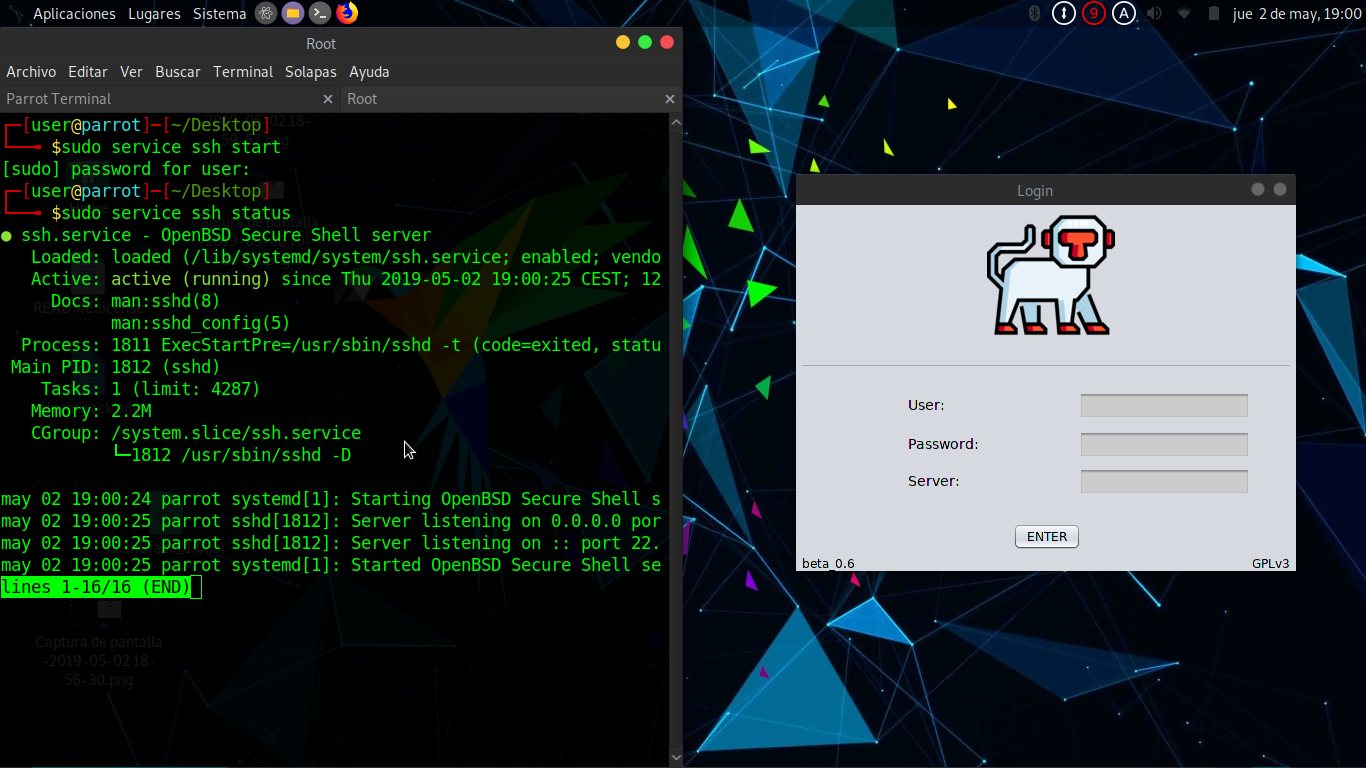 Aplicaciones Lugares Sistema
9 A jue 2 de may, 19:00
Root
Archivo Editar Ver Buscar Terminal Solapas Ayuda
Parrot Terminal × Root ×
┌─[user@parrot]─[~/Desktop]
└──╼ $sudo service ssh start
[sudo] password for user:
┌─[user@parrot]─[~/Desktop]
└──╼ $sudo service ssh status
● ssh.service - OpenBSD Secure Shell server
Loaded: loaded (/lib/systemd/system/ssh.service; enabled; vendo
Active: active (running) since Thu 2019-05-02 19:00:25 CEST; 12
Docs: man:sshd(8)
man:sshd_config(5)
Process: 1811 ExecStartPre=/usr/sbin/sshd -t (code=exited, statu
Main PID: 1812 (sshd)
Tasks: 1 (limit: 4287)
Memory: 2.2M
CGroup: /system.slice/ssh.service
└─1812 /usr/sbin/sshd -D
may 02 19:00:24 parrot systemd[1]: Starting OpenBSD Secure Shell s
may 02 19:00:25 parrot sshd[1812]: Server listening on 0.0.0.0 por
may 02 19:00:25 parrot sshd[1812]: Server listening on :: port 22.
may 02 19:00:25 parrot systemd[1]: Started OpenBSD Secure Shell se
lines 1-16/16 (END)
Captura de pantalla
-2019-05-02 18-
56-30.png
Login
User:
Password:
Server:
ENTER
beta_0.6 GPLv3